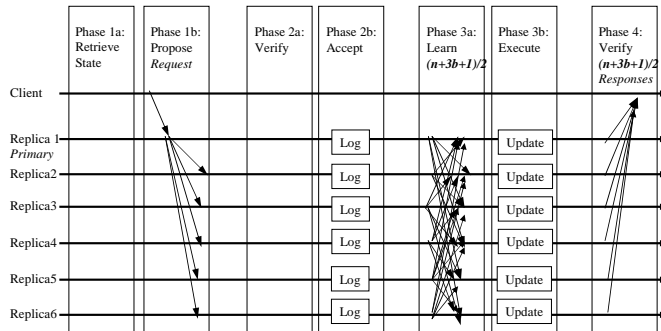 Phase 1a:
Retrieve
State
Phase 1b:
Propose
Request
Phase 2a:
Verify
Phase 2b:
Accept
Phase 3a:
Learn
(n+3b+1)/2
Phase 3b:
Execute
Phase 4:
Verify
(n+3b+1)/2
Responses
Client
Replica 1
Primary
Log
Update
Replica2
Log
Update
Replica3
Log
Update
Replica4
Log
Update
Replica5
Log
Update
Replica6
Log
Update